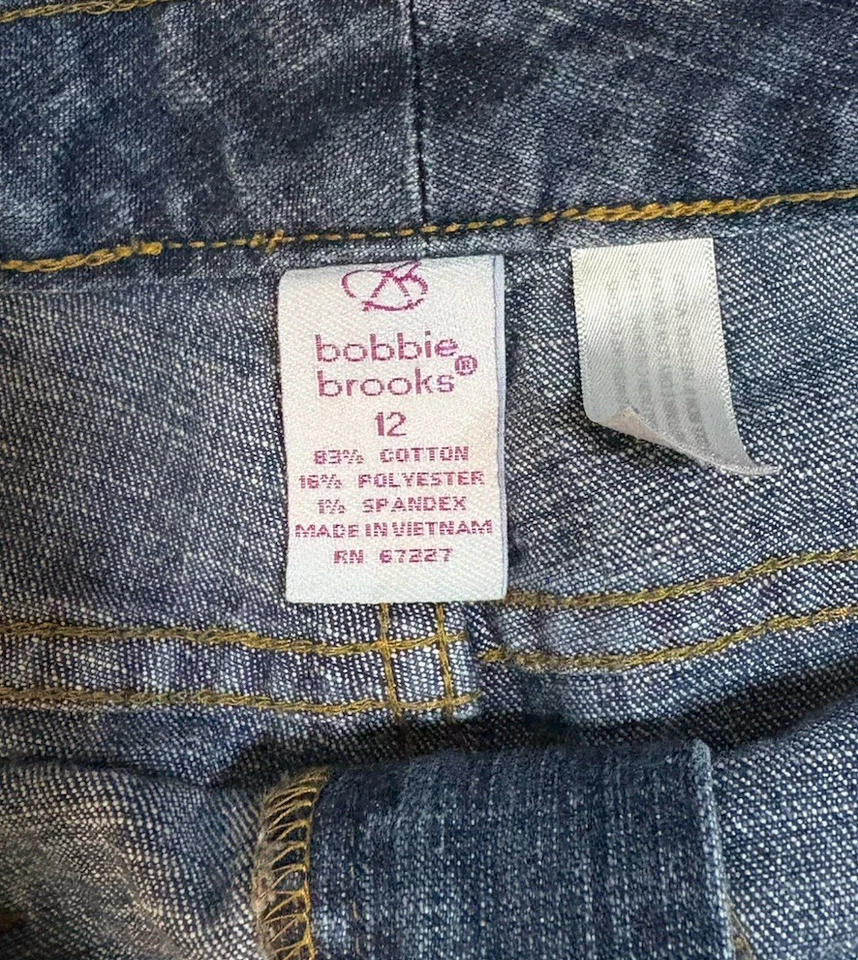 bobbie
brooks®
12
83% COTTON
16% POLYESTER
1% SPANDEX
MADE IN VIETNAM
RN 67227